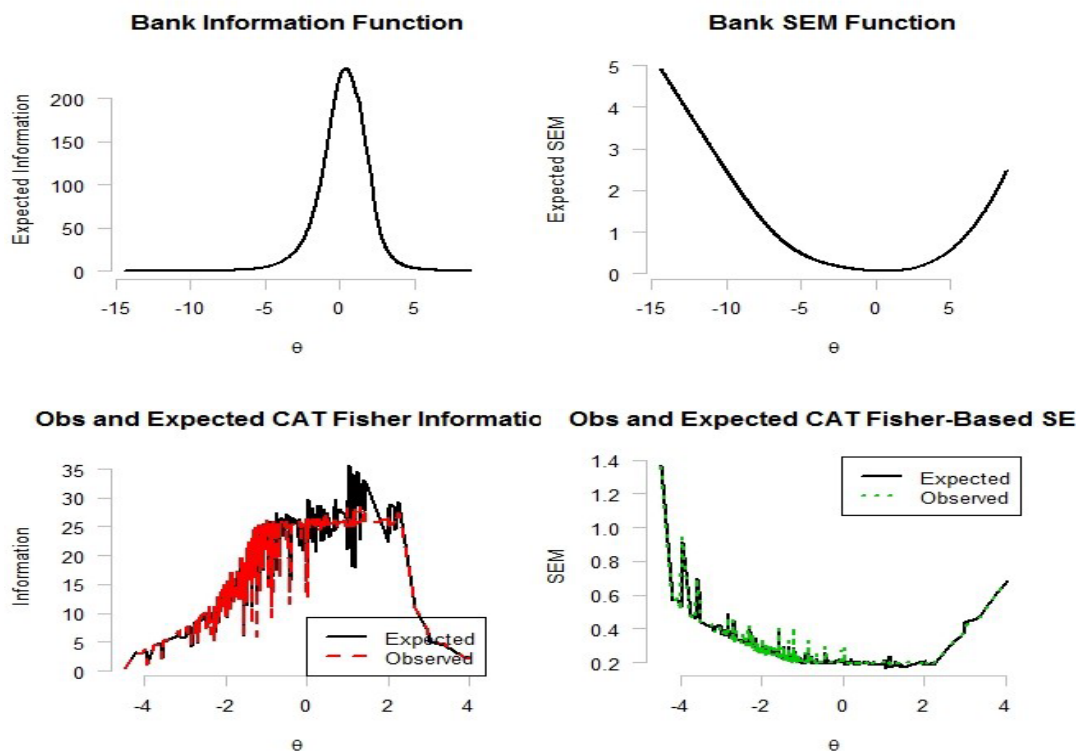 Bank Information Function
Expected Information
200
150
100
50
0
-15 -10 -5 0 5
θ
Bank SEM Function
Expected SEM
5
4
3
2
1
0
-15 -10 -5 0 5
θ
Obs and Expected CAT Fisher Informatio
Information
35
30
25
20
15
10
5
0
Expected
Observed
-4 -2 0 2 4
θ
Obs and Expected CAT Fisher-Based SE
SEM
1.4
1.2
1.0
0.8
0.6
0.4
0.2
Expected
Observed
-4 -2 0 2 4
θ